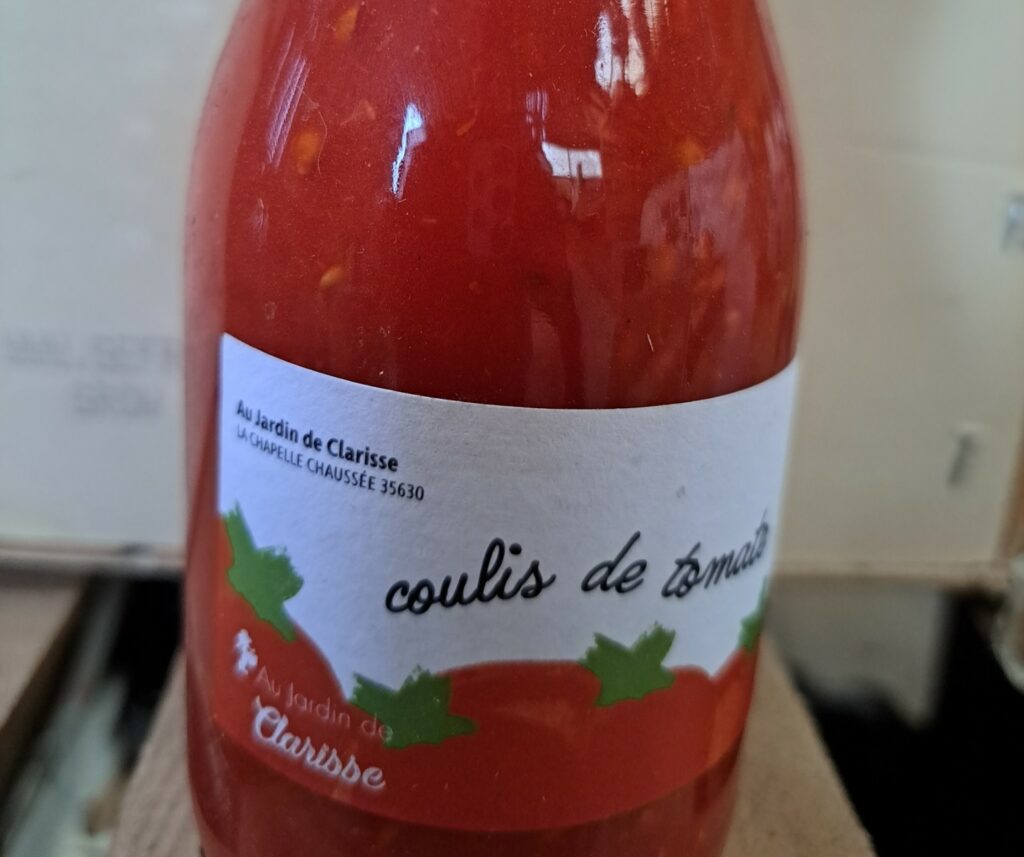 Au Jardin de Clarisse
LA CHAPELLE CHAUSSÉE 35630
coulis de tomate
Au Jardin de
Clarisse